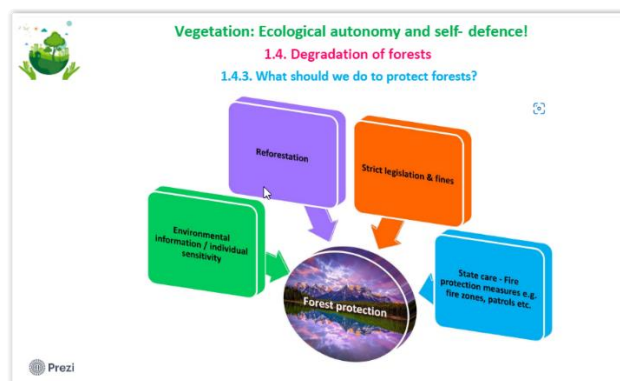 Vegetation: Ecological autonomy and self- defence!
1.4. Degradation of forests
1.4.3. What should we do to protect forests?
Reforestation
Strict legislation & fines
Environmental
information / individual
sensitivity
State care - Fire
protection measures e.g.
fire zones, patrols etc.
Forest protection
Prezi